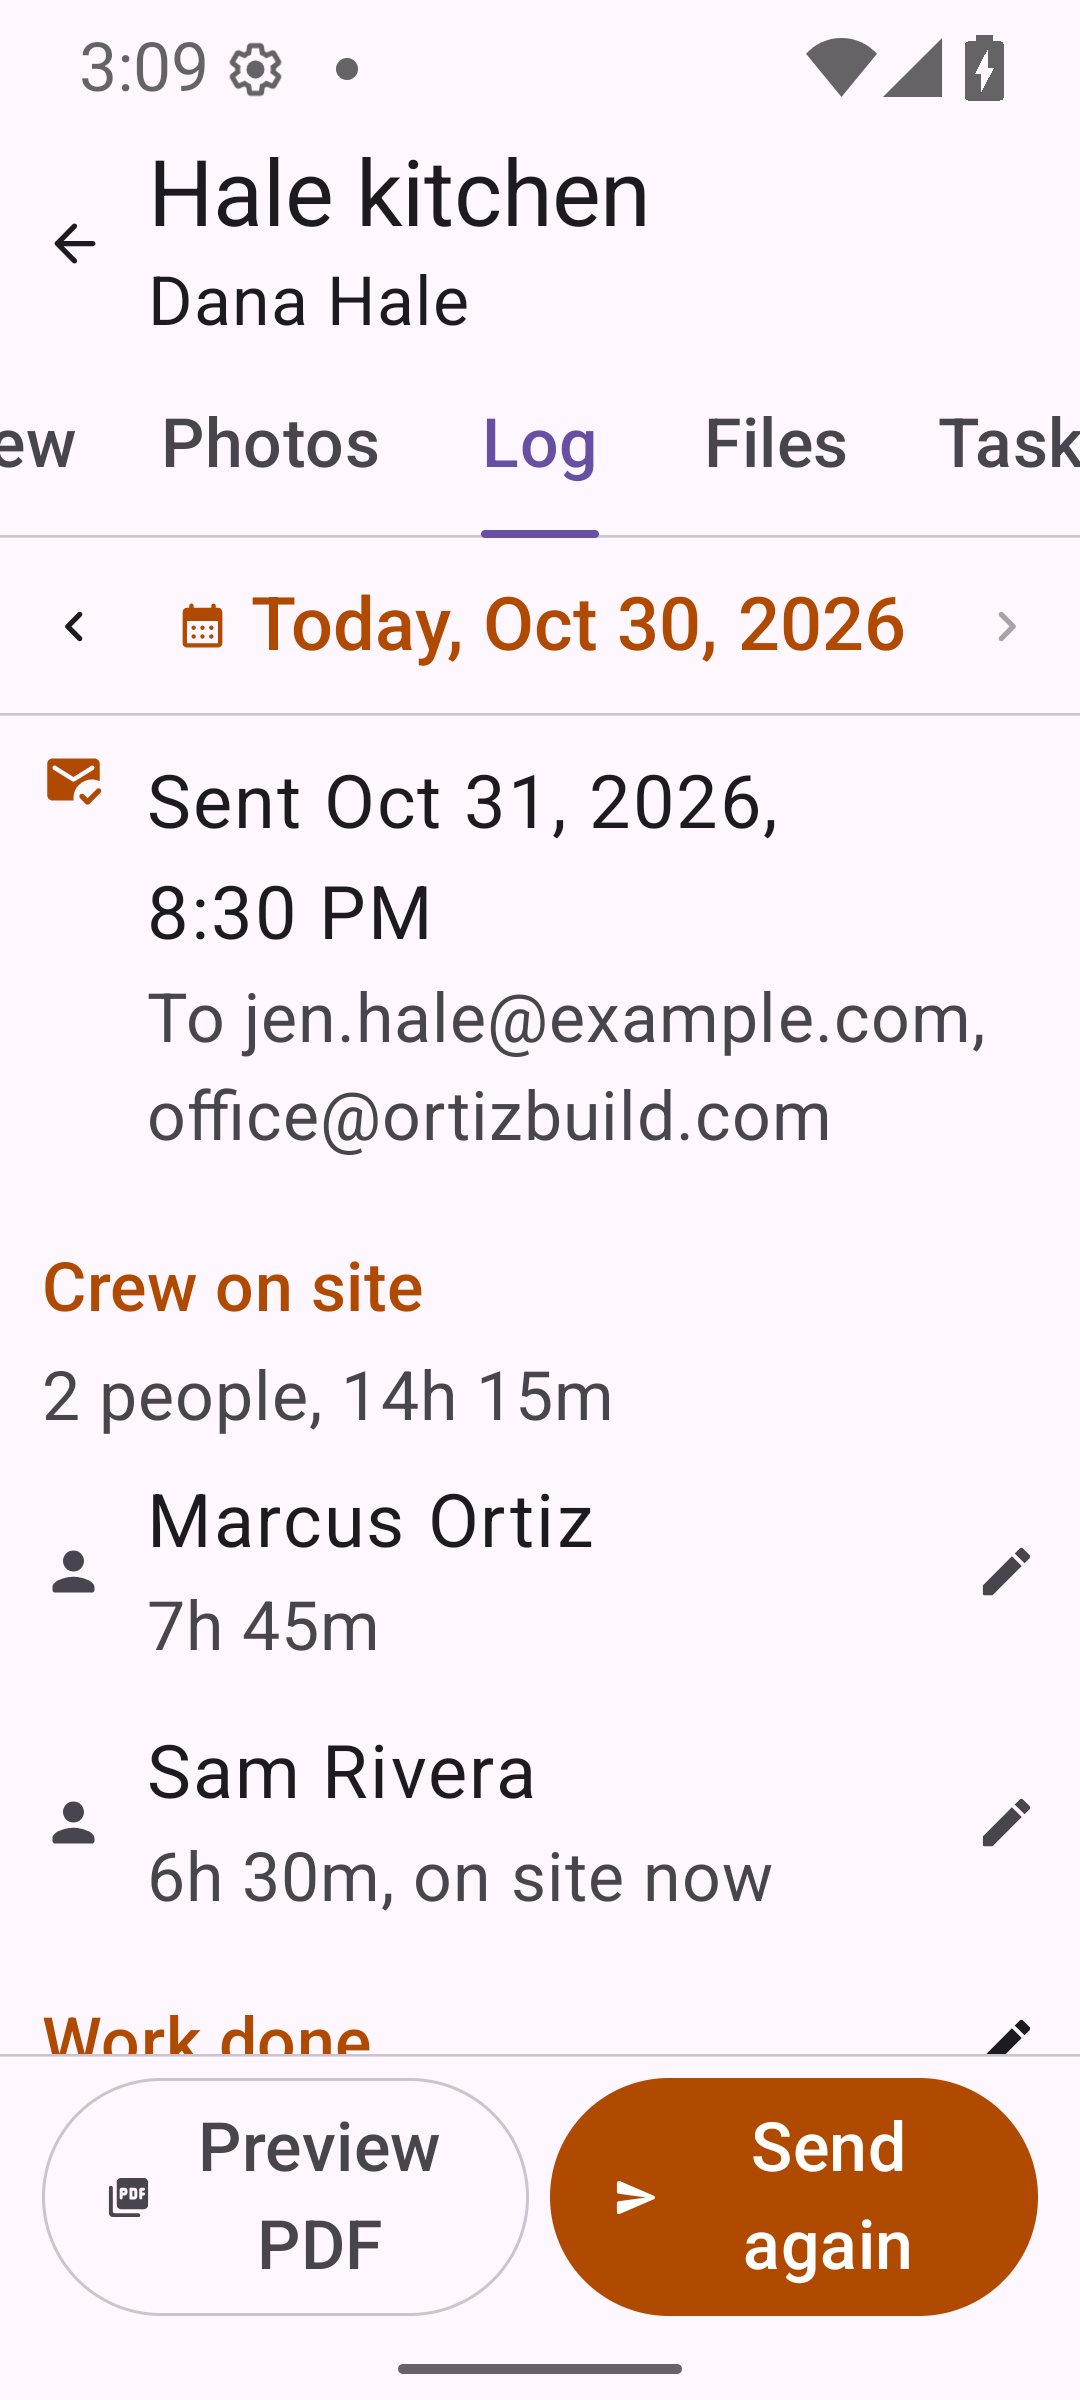 3:09
Hale kitchen
Dana Hale
ew Photos Log Files Task
Today, Oct 30, 2026
Sent Oct 31, 2026,
8:30 PM
To jen.hale@example.com,
office@ortizbuild.com
Crew on site
2 people, 14h 15m
Marcus Ortiz
7h 45m
Sam Rivera
6h 30m, on site now
Work done
PDF
Preview
PDF
Send
again